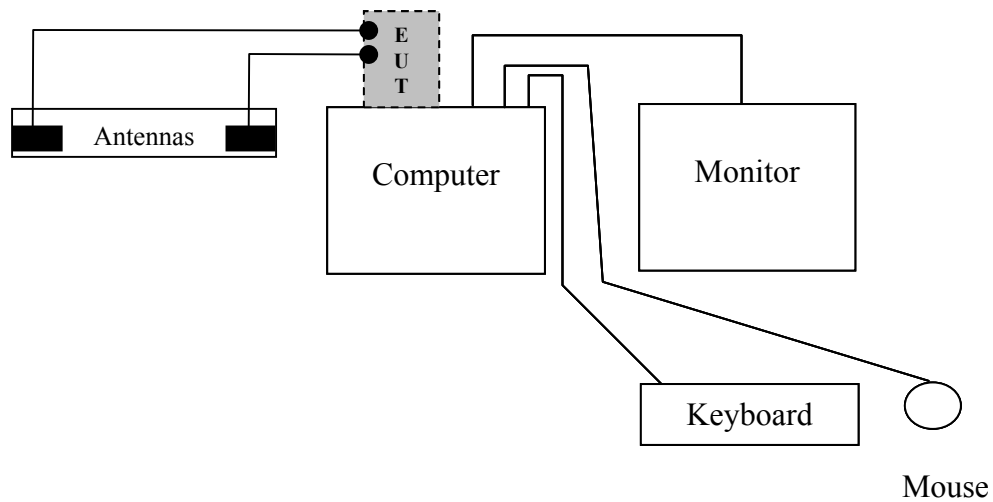 E
U
T
Antennas
Computer
Monitor
Keyboard
Mouse